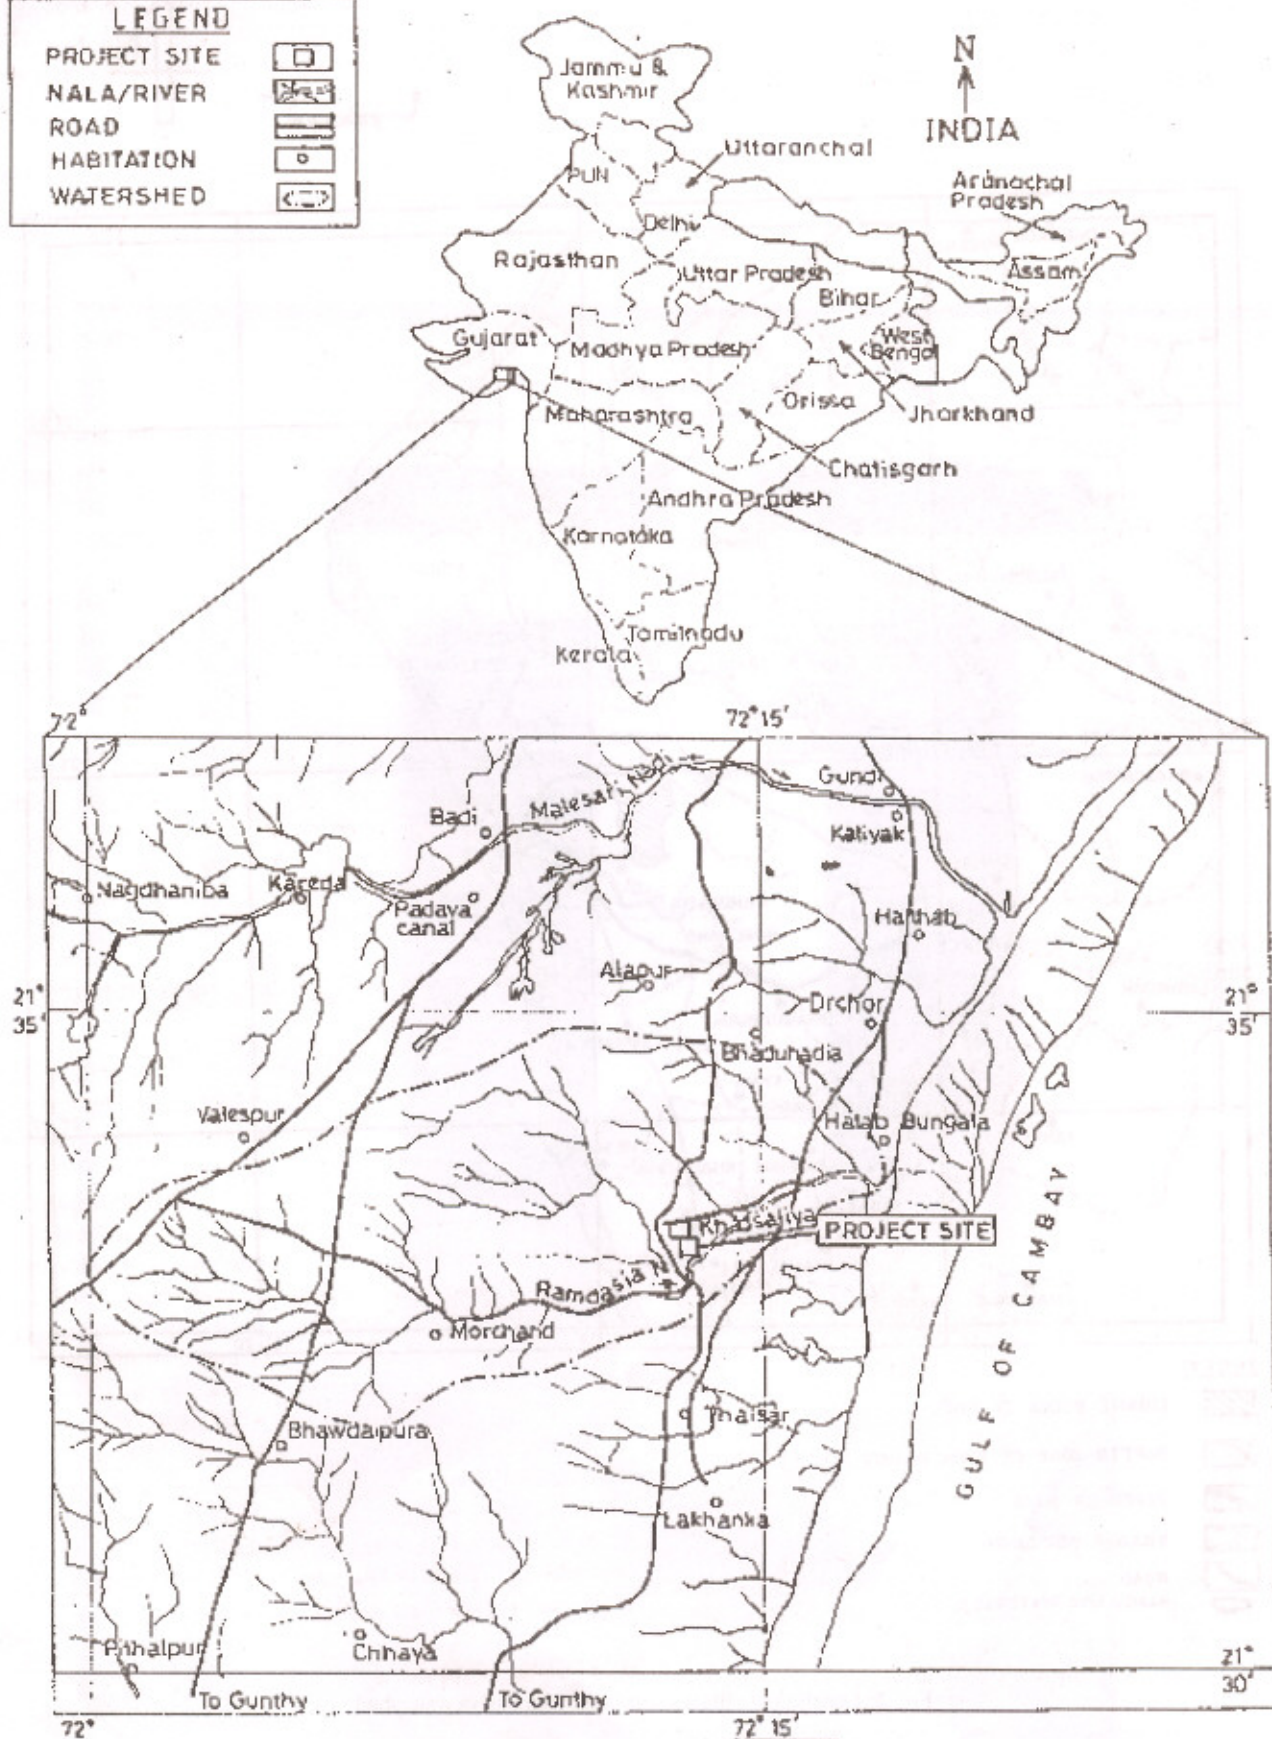 LEGEND
PROJECT SITE
NALA/RIVER
ROAD
HABITATION
WATERSHED
N
INDIA
Jammu &
Kashmir
Uttaranchal
Arunachal
Pradesh
PUN
Delhi
Rajasthan
Uttar Pradesh
Assam
Bihar
Gujarat
Madhya Pradesh
West
Bengal
Maharashtra
Orissa
Jharkhand
Chatisgarh
Andhra Pradesh
Karnataka
Tamilnadu
Kerala
72°
72°15'
Gundi
Malesari Nadi
Badi
Kaliyak
Nagdhaniba
Kareda
Padava
canal
Hathab
Alapur
21°
35'
Drchor
21°
35'
Bhaduhadia
Valespur
Halab Bungala
Khadsaliya
PROJECT SITE
Ramdasia N.
Morchand
GULF OF CAMBAY
Thalsar
Bhawdaipura
Lakhanka
Pithalpur
Chhaya
21°
30'
To Gunthy
To Gunthy
72°
72°15'